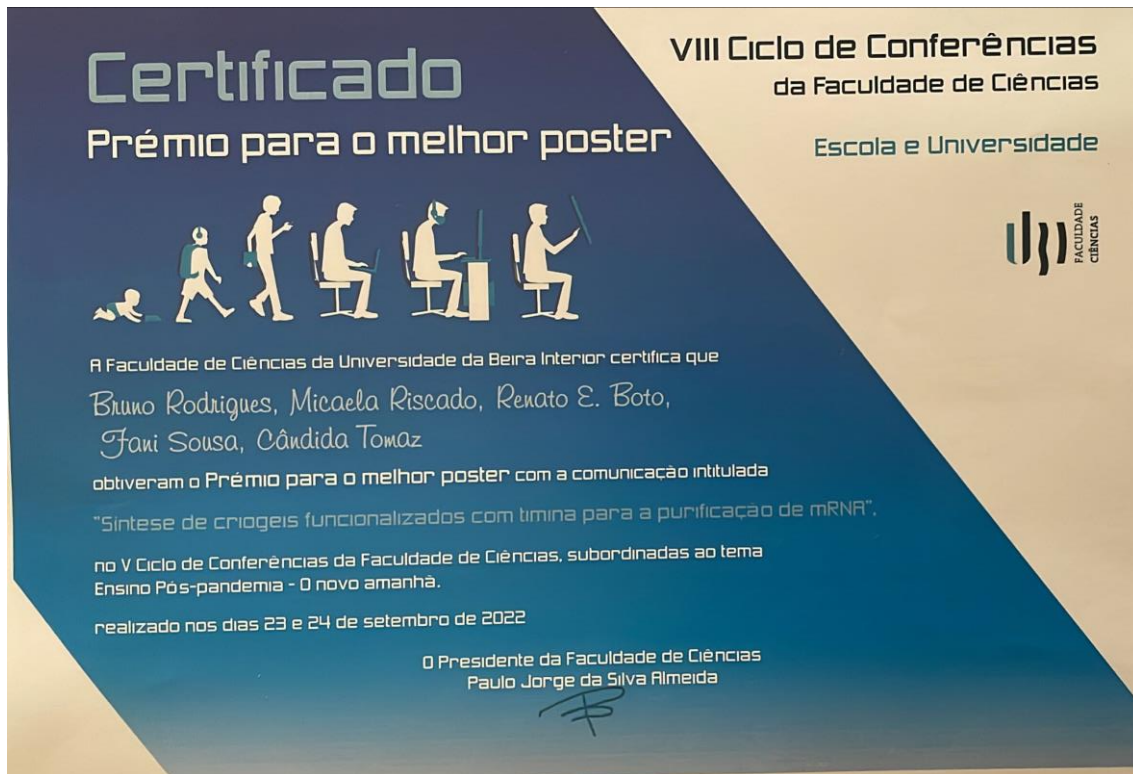 Certificado
Prémio para o melhor poster
VIII Ciclo de Conferências
da Faculdade de Ciências
Escola e Universidade
FACULDADE
CIÊNCIAS
A Faculdade de Ciências da Universidade da Beira Interior certifica que
Bruno Rodrigues, Micaela Riscado, Renato E. Boto,
Fani Sousa, Cândida Tomaz
obtiveram o Prémio para o melhor poster com a comunicação intitulada
"Síntese de criogeis funcionalizados com timina para a purificação de mRNA",
no V Ciclo de Conferências da Faculdade de Ciências, subordinadas ao tema
Ensino Pós-pandemia - O novo amanhã.
realizado nos dias 23 e 24 de setembro de 2022
O Presidente da Faculdade de Ciências
Paulo Jorge da Silva Almeida